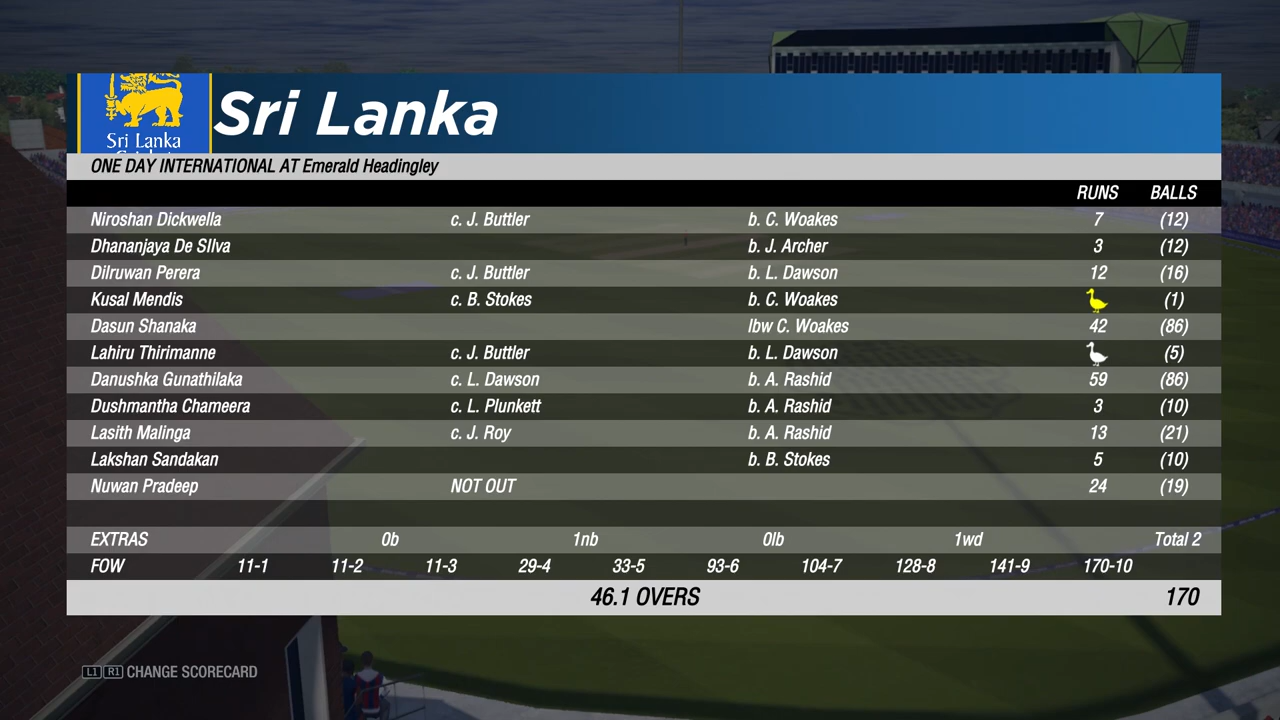 Sri Lanka
Sri Lanka
ONE DAY INTERNATIONAL AT Emerald Headingley
RUNS BALLS
Niroshan Dickwella c. J. Buttler b. C. Woakes 7 (12)
Dhananjaya De SIlva b. J. Archer 3 (12)
Dilruwan Perera c. J. Buttler b. L. Dawson 12 (16)
Kusal Mendis c. B. Stokes b. C. Woakes (1)
Dasun Shanaka lbw C. Woakes 42 (86)
Lahiru Thirimanne c. J. Buttler b. L. Dawson (5)
Danushka Gunathilaka c. L. Dawson b. A. Rashid 59 (86)
Dushmantha Chameera c. L. Plunkett b. A. Rashid 3 (10)
Lasith Malinga c. J. Roy b. A. Rashid 13 (21)
Lakshan Sandakan b. B. Stokes 5 (10)
Nuwan Pradeep NOT OUT 24 (19)
EXTRAS 0b 1nb 0lb 1wd Total 2
FOW 11-1 11-2 11-3 29-4 33-5 93-6 104-7 128-8 141-9 170-10
46.1 OVERS 170
L1 R1 CHANGE SCORECARD